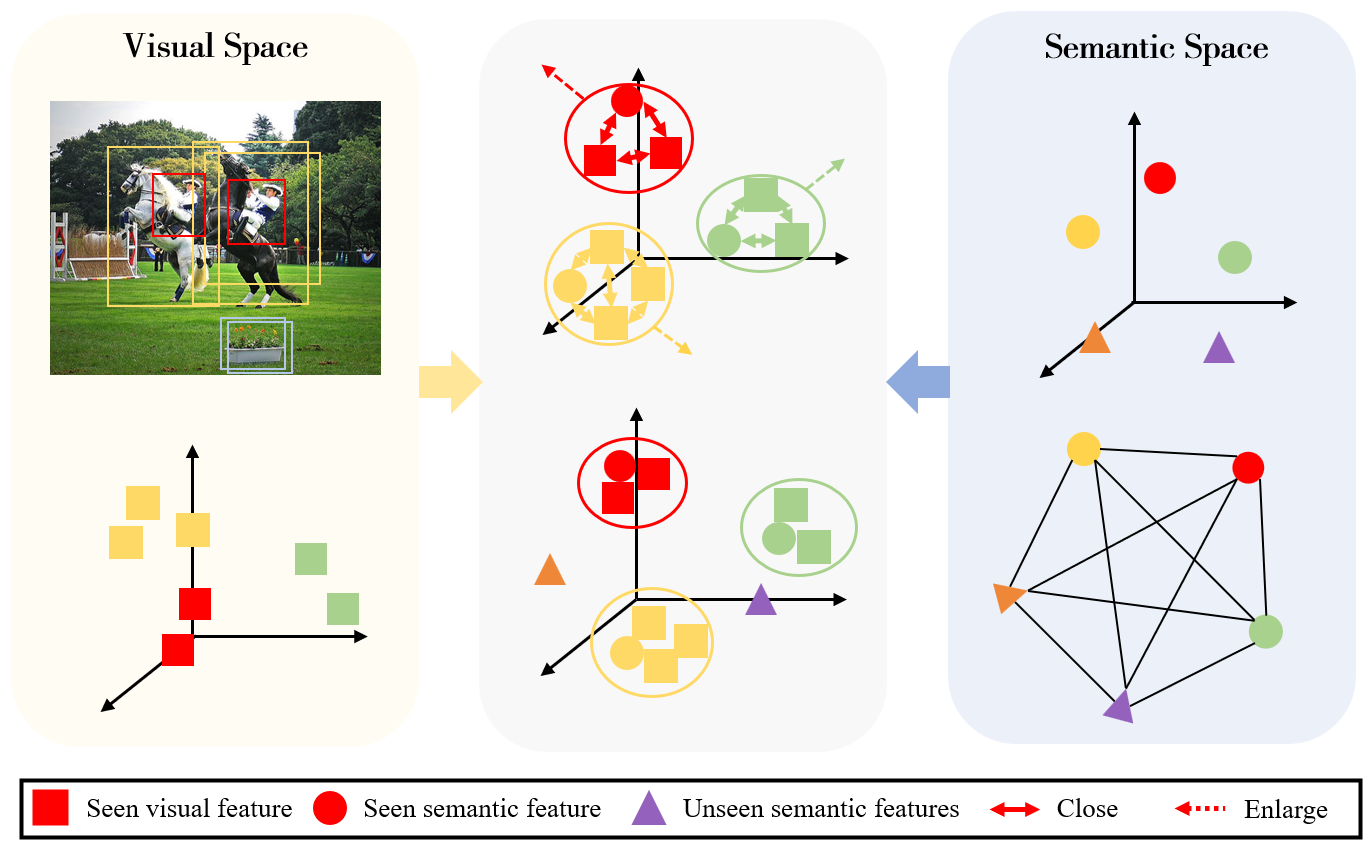 Visual Space
Semantic Space
Seen visual feature
Seen semantic feature
Unseen semantic features
Close
Enlarge